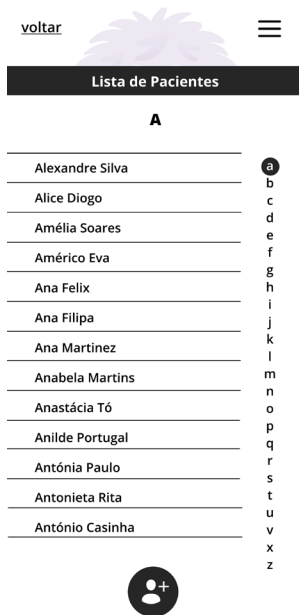 voltar
Lista de Pacientes
A
Alexandre Silva
Alice Diogo
Amélia Soares
Américo Eva
Ana Felix
Ana Filipa
Ana Martinez
Anabela Martins
Anastácia Tó
Anilde Portugal
Antónia Paulo
Antonieta Rita
António Casinha
a
b
c
d
e
f
g
h
i
j
k
l
m
n
o
p
q
r
s
t
u
v
x
z